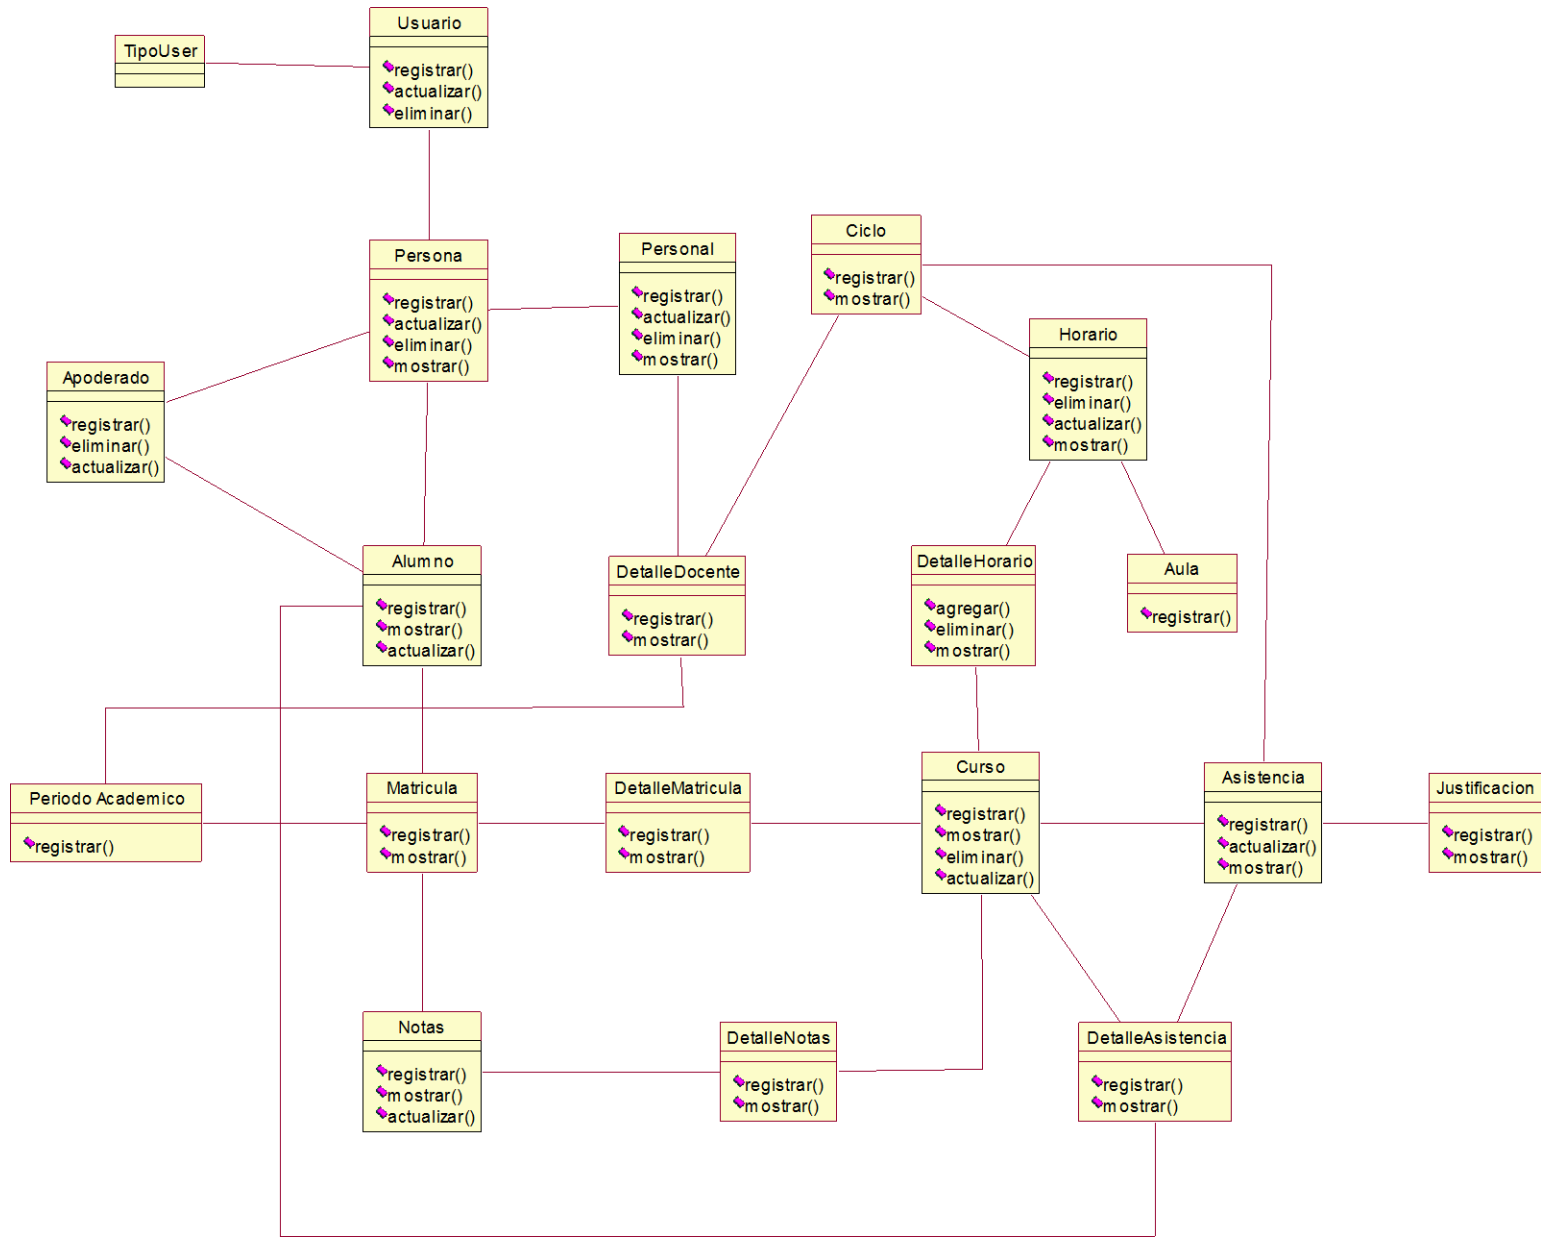 Usuario
registrar()
actualizar()
eliminar()
TipoUser
Persona
registrar()
actualizar()
eliminar()
mostrar()
Personal
registrar()
actualizar()
eliminar()
mostrar()
Ciclo
registrar()
mostrar()
Horario
registrar()
eliminar()
actualizar()
mostrar()
Apoderado
registrar()
eliminar()
actualizar()
Alumno
registrar()
mostrar()
actualizar()
DetalleDocente
registrar()
mostrar()
DetalleHorario
agregar()
eliminar()
mostrar()
Aula
registrar()
Periodo Academico
registrar()
Matricula
registrar()
mostrar()
DetalleMatricula
registrar()
mostrar()
Curso
registrar()
mostrar()
eliminar()
actualizar()
Asistencia
registrar()
actualizar()
mostrar()
Justificacion
registrar()
mostrar()
Notas
registrar()
mostrar()
actualizar()
DetalleNotas
registrar()
mostrar()
DetalleAsistencia
registrar()
mostrar()